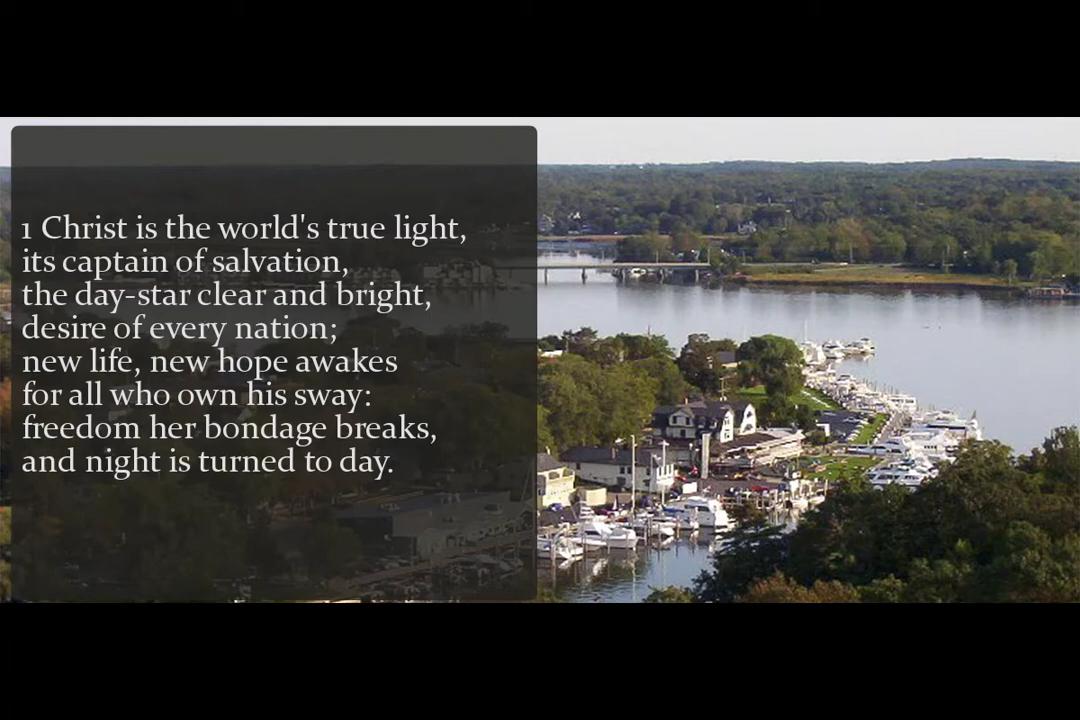 1 Christ is the world's true light,
its captain of salvation,
the day-star clear and bright,
desire of every nation;
new life, new hope awakes
for all who own his sway:
freedom her bondage breaks,
and night is turned to day.